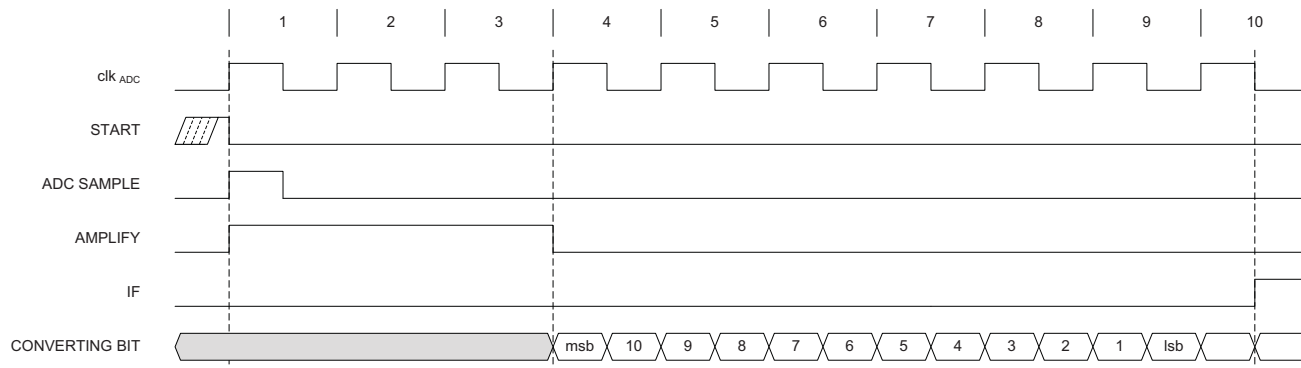 1 2 3 4 5 6 7 8 9 10
clk ADC
START
ADC SAMPLE
AMPLIFY
IF
CONVERTING BIT msb 10 9 8 7 6 5 4 3 2 1 lsb